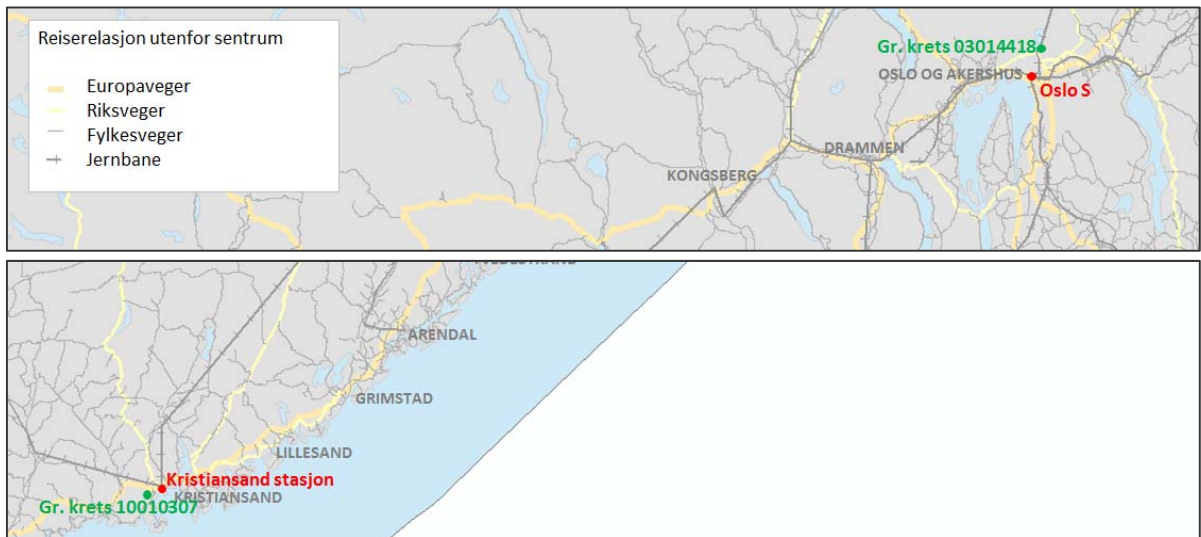 Reiserelasjon utenfor sentrum
Europaveger
Riksveger
Fylkesveger
Jernbane
Gr. krets 03014418
OSLO OG AKERSHUS
Oslo S
DRAMMEN
KONGSBERG
ARENDAL
GRIMSTAD
LILLESAND
Kristiansand stasjon
KRISTIANSAND
Gr. krets 10010307